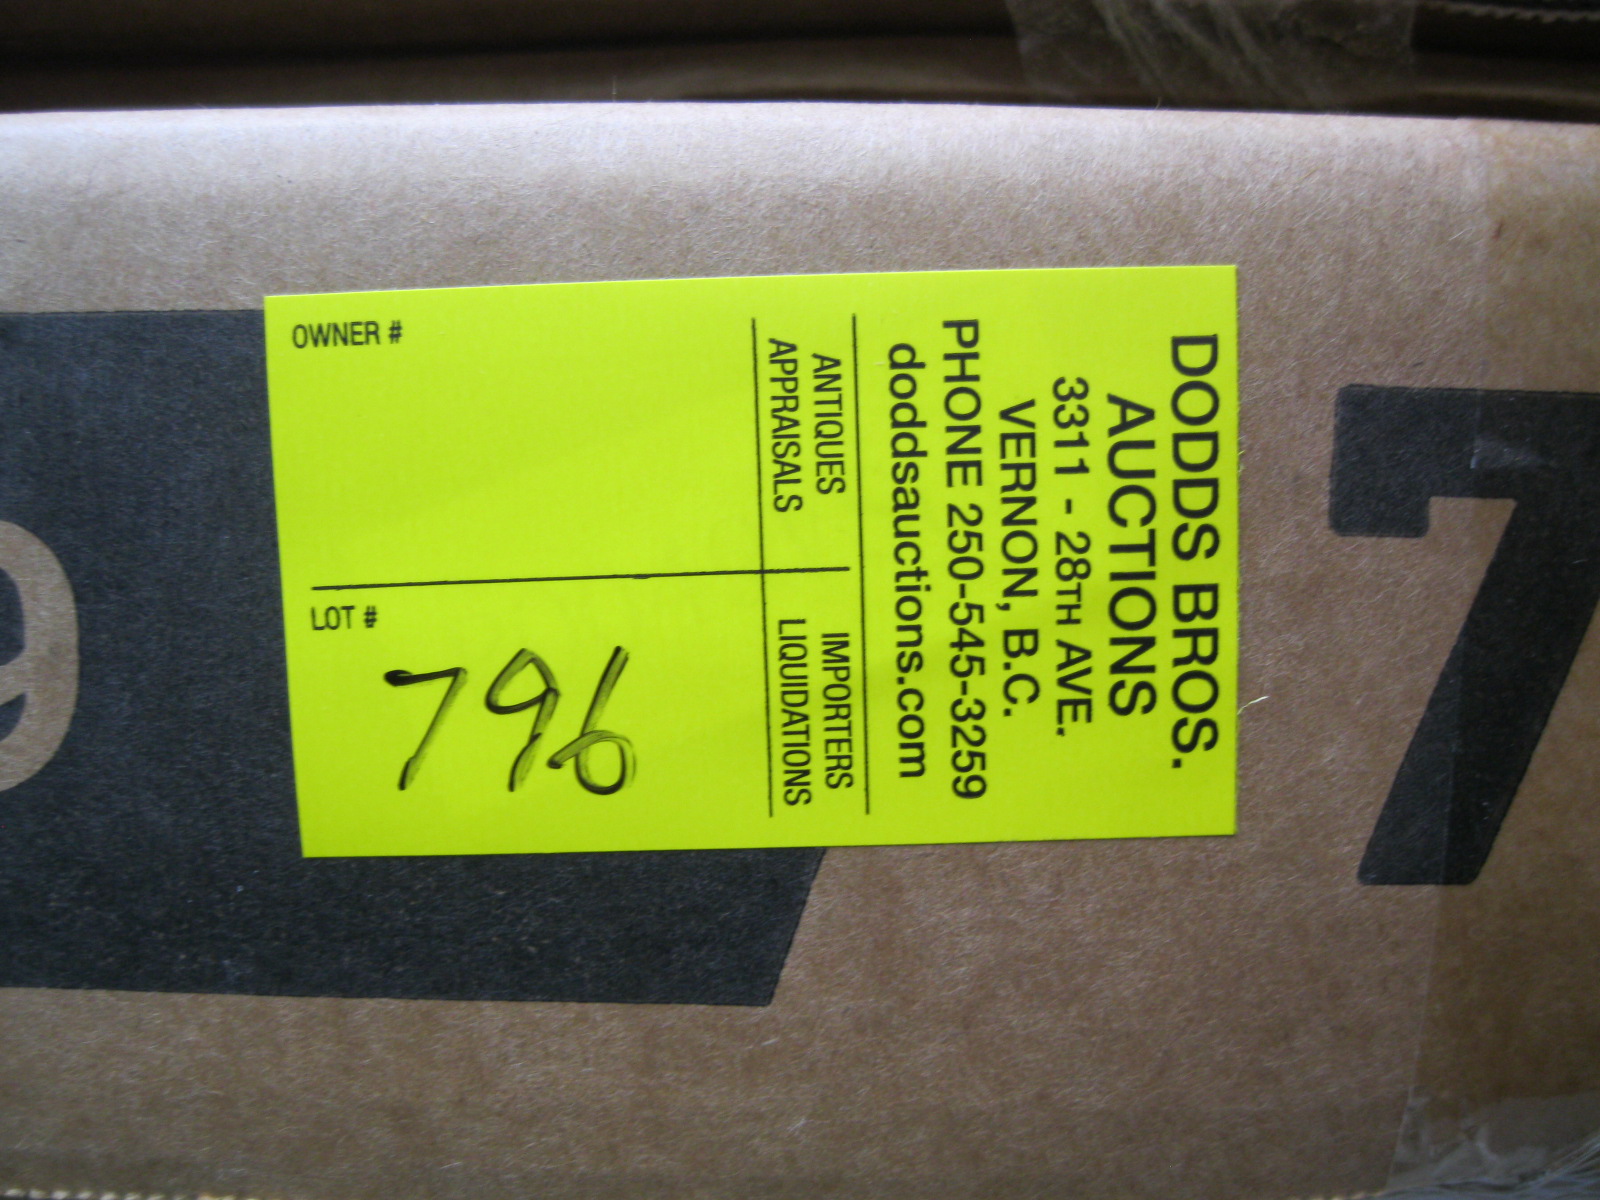 DODDS BROS.
AUCTIONS
3311 - 28TH AVE.
VERNON, B.C.
PHONE 250-545-3259
doddsauctions.com
ANTIQUES IMPORTERS
APPRAISALS LIQUIDATIONS
OWNER #
LOT #
796
9
7